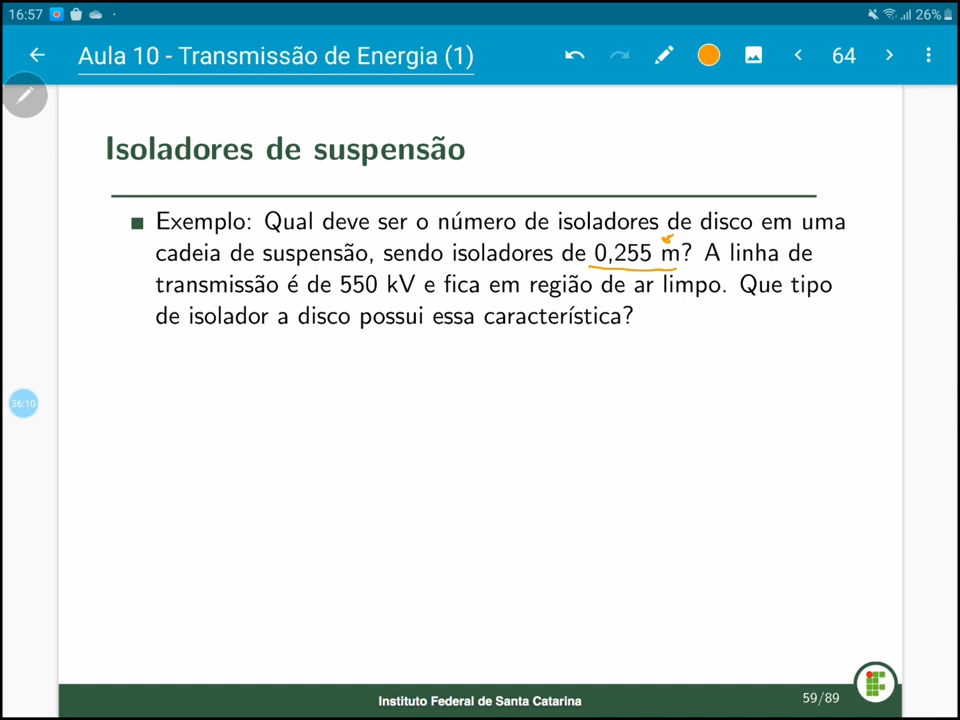 16:57
26%
Aula 10 - Transmissão de Energia (1)
64
Isoladores de suspensão
Exemplo: Qual deve ser o número de isoladores de disco em uma
cadeia de suspensão, sendo isoladores de 0,255 m? A linha de
transmissão é de 550 kV e fica em região de ar limpo. Que tipo
de isolador a disco possui essa característica?
36:10
Instituto Federal de Santa Catarina
59/89